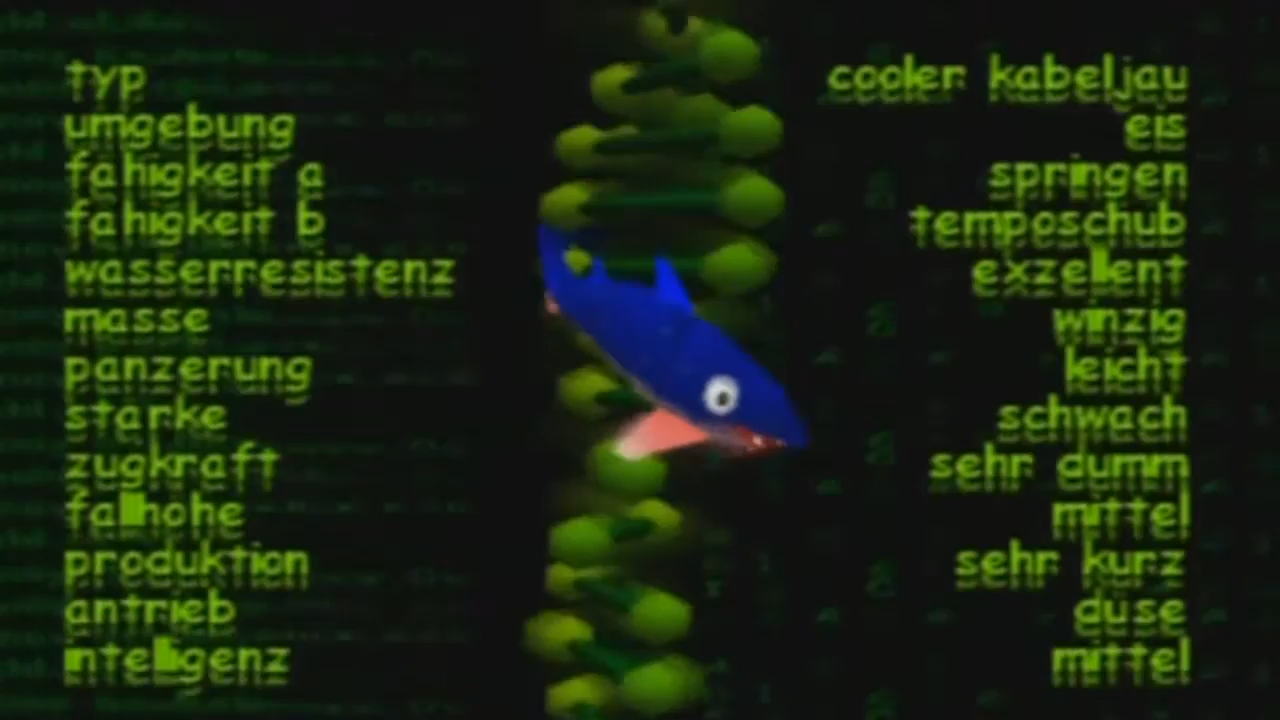 typ cooler kabeljau
umgebung eis
fahigkeit a springen
fahigkeit b temposchub
wasserresistenz exzellent
masse winzig
panzerung leicht
starke schwach
zugkraft sehr dumm
fallhohe mittel
produktion sehr kurz
antrieb duse
intelligenz mittel